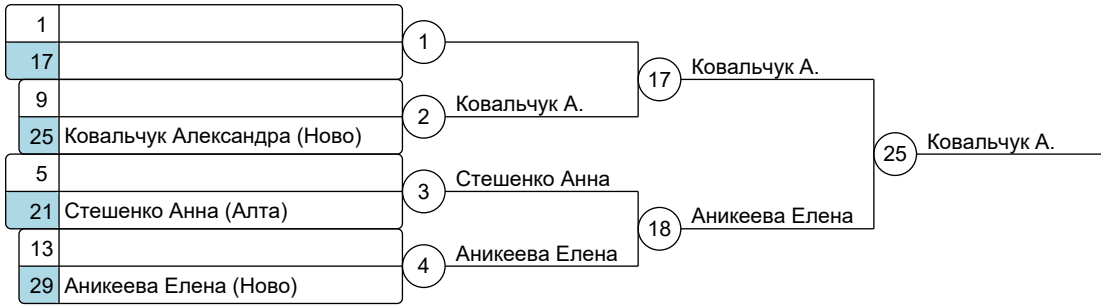 1
17
1
9
25 Ковальчук Александра (Ново)
2
Ковальчук А.
17
Ковальчук А.
5
21 Стешенко Анна (Алта)
3
Стешенко Анна
13
29 Аникеева Елена (Ново)
4
Аникеева Елена
18
Аникеева Елена
25
Ковальчук А.